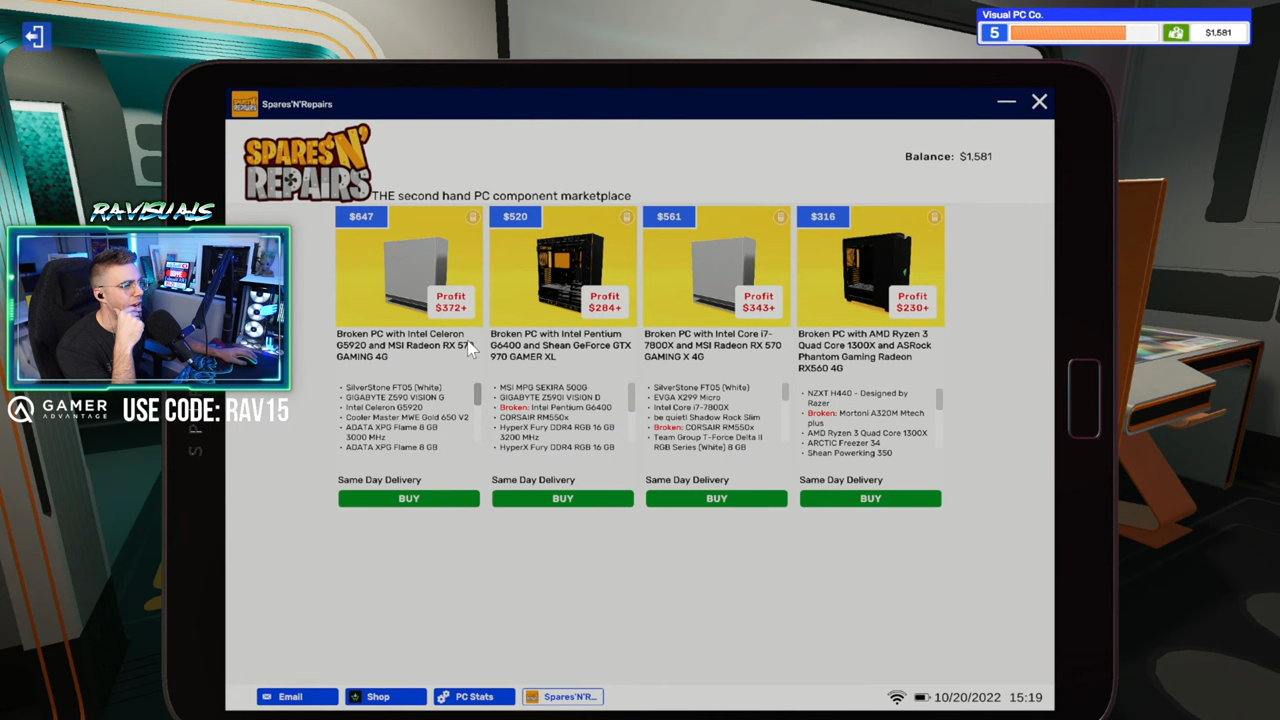 Visual PC Co.
5
$1,581
Spares'N'Repairs
SPARES N'
REPAIRS
THE second hand PC component marketplace
Balance: $1,581
$647
Profit
$372+
Broken PC with Intel Celeron
G5920 and MSI Radeon RX 57
GAMING 4G
• SilverStone FT05 (White)
• GIGABYTE Z590 VISION G
• Intel Celeron G5920
• Cooler Master MWE Gold 650 V2
• ADATA XPG Flame 8 GB
3000 MHz
• ADATA XPG Flame 8 GB
Same Day Delivery
BUY
$520
Profit
$284+
Broken PC with Intel Pentium
G6400 and Shean GeForce GTX
970 GAMER XL
• MSI MPG SEKIRA 500G
• GIGABYTE Z590I VISION D
• Broken: Intel Pentium G6400
• CORSAIR RM550x
• HyperX Fury DDR4 RGB 16 GB
3200 MHz
• HyperX Fury DDR4 RGB 16 GB
Same Day Delivery
BUY
$561
Profit
$343+
Broken PC with Intel Core i7-
7800X and MSI Radeon RX 570
GAMING X 4G
• SilverStone FT05 (White)
• EVGA X299 Micro
• Intel Core i7-7800X
• be quiet! Shadow Rock Slim
• Broken: CORSAIR RM550x
• Team Group T-Force Delta II
RGB Series (White) 8 GB
Same Day Delivery
BUY
$316
Profit
$230+
Broken PC with AMD Ryzen 3
Quad Core 1300X and ASRock
Phantom Gaming Radeon
RX560 4G
• NZXT H440 - Designed by
Razer
• Broken: Mortoni A320M Mtech
plus
• AMD Ryzen 3 Quad Core 1300X
• ARCTIC Freezer 34
• Shean Powerking 350
Same Day Delivery
BUY
RAVISUALS
GAMER
ADVANTAGE
USE CODE: RAV15
Email
Shop
PC Stats
Spares'N'R...
10/20/2022 15:19